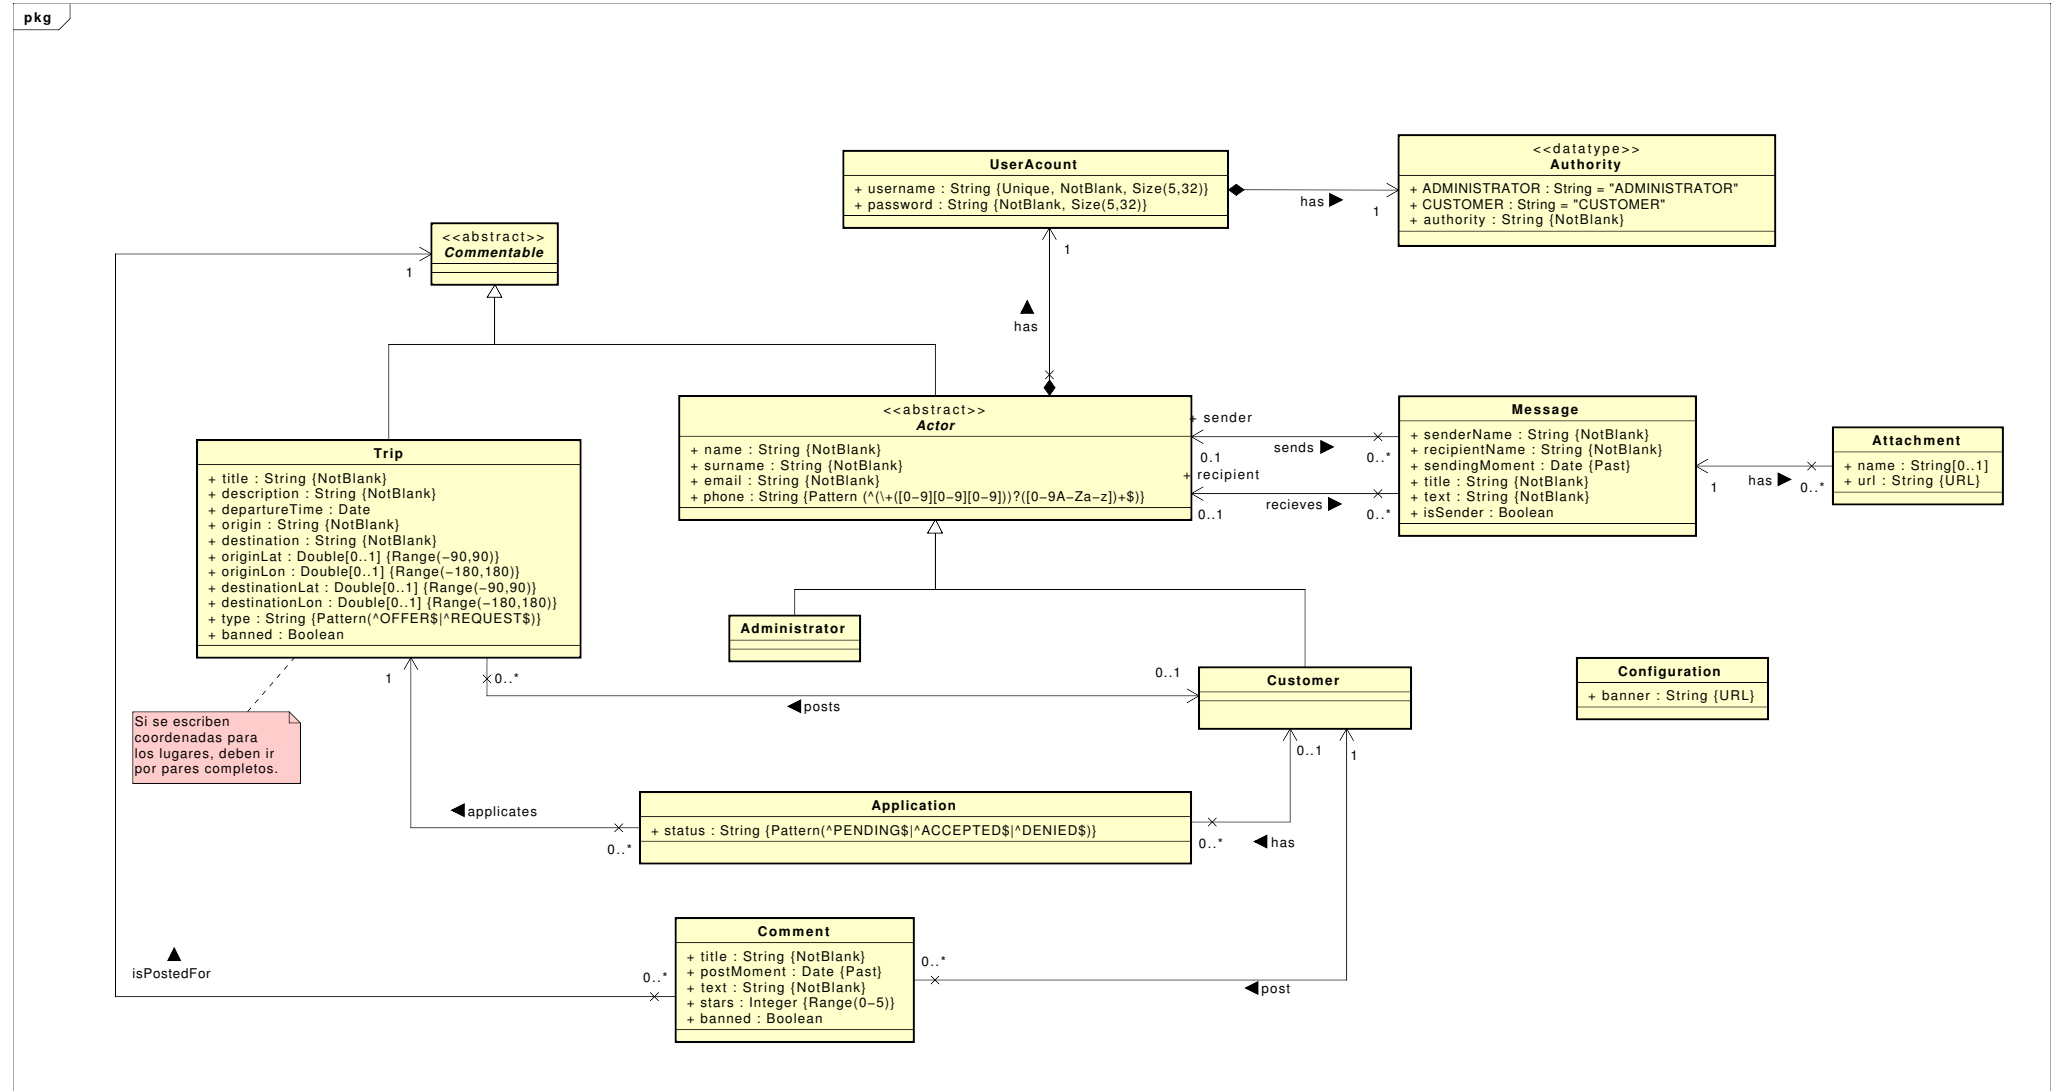 pkg
UserAcount
+ username : String {Unique, NotBlank, Size(5,32)}
+ password : String {NotBlank, Size(5,32)}
has ▶
1
<<datatype>>
Authority
+ ADMINISTRATOR : String = "ADMINISTRATOR"
+ CUSTOMER : String = "CUSTOMER"
+ authority : String {NotBlank}
<<abstract>>
Commentable
1
1
▲
has
<<abstract>>
Actor
+ name : String {NotBlank}
+ surname : String {NotBlank}
+ email : String {NotBlank}
+ phone : String {Pattern (^(\+([0−9][0−9][0−9]))?([0−9A−Za−z])+$)}
+ sender
sends ▶
0.1
0..*
+ recipient
recieves ▶
0..1
0..*
Message
+ senderName : String {NotBlank}
+ recipientName : String {NotBlank}
+ sendingMoment : Date {Past}
+ title : String {NotBlank}
+ text : String {NotBlank}
+ isSender : Boolean
1
has ▶
0..*
Attachment
+ name : String[0..1]
+ url : String {URL}
Trip
+ title : String {NotBlank}
+ description : String {NotBlank}
+ departureTime : Date
+ origin : String {NotBlank}
+ destination : String {NotBlank}
+ originLat : Double[0..1] {Range(−90,90)}
+ originLon : Double[0..1] {Range(−180,180)}
+ destinationLat : Double[0..1] {Range(−90,90)}
+ destinationLon : Double[0..1] {Range(−180,180)}
+ type : String {Pattern(^OFFER$|^REQUEST$)}
+ banned : Boolean
Administrator
Customer
Configuration
+ banner : String {URL}
1
0..*
◀ posts
0..1
Si se escriben
coordenadas para
los lugares, deben ir
por pares completos.
0..1
1
◀ applicates
0..*
Application
+ status : String {Pattern(^PENDING$|^ACCEPTED$|^DENIED$)}
0..*
◀ has
Comment
+ title : String {NotBlank}
+ postMoment : Date {Past}
+ text : String {NotBlank}
+ stars : Integer {Range(0−5)}
+ banned : Boolean
0..*
◀ post
▲
isPostedFor
0..*